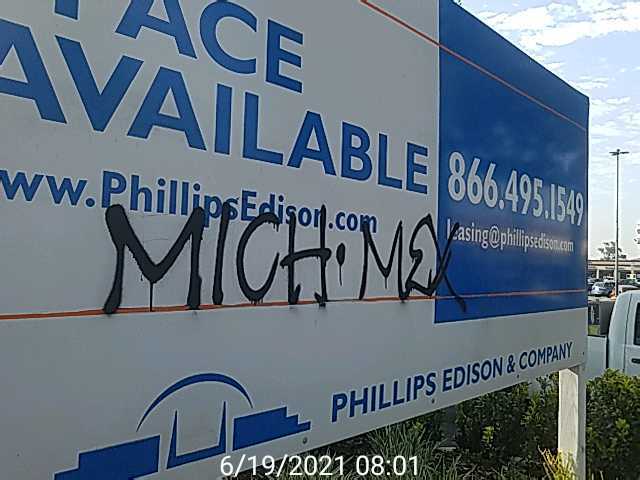 ACE
AVAILABLE
www.PhillipsEdison.com
866.495.1549
leasing@phillipsedison.com
MICH·MEX
PHILLIPS EDISON & COMPANY
6/19/2021 08:01